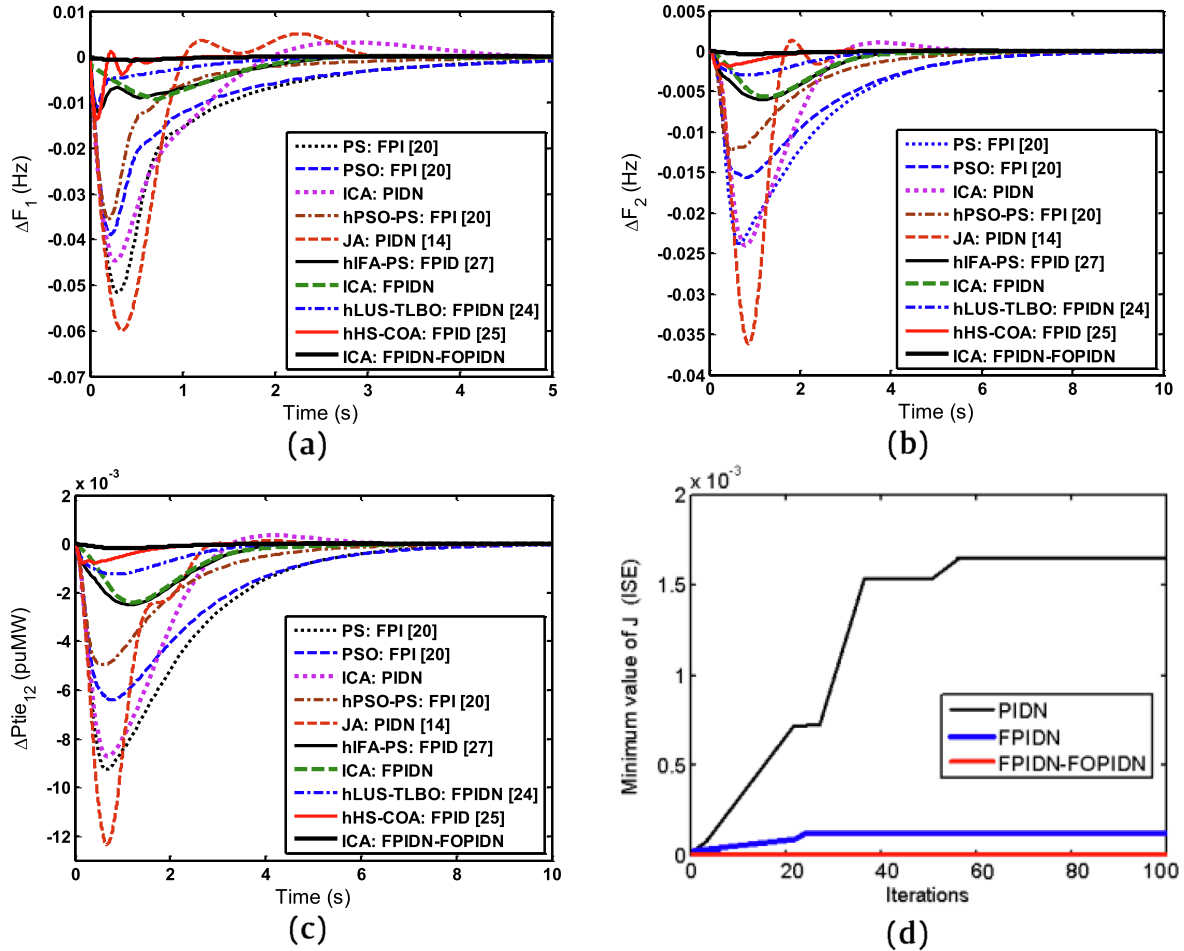 0.01
0
-0.01
-0.02
-0.03
-0.04
-0.05
-0.06
-0.07
ΔF1 (Hz)
0 1 2 3 4 5
Time (s)
PS: FPI [20]
PSO: FPI [20]
ICA: PIDN
hPSO-PS: FPI [20]
JA: PIDN [14]
hIFA-PS: FPID [27]
ICA: FPIDN
hLUS-TLBO: FPIDN [24]
hHS-COA: FPID [25]
ICA: FPIDN-FOPIDN
(a)
0.005
0
-0.005
-0.01
-0.015
-0.02
-0.025
-0.03
-0.035
-0.04
ΔF2 (Hz)
0 2 4 6 8 10
Time (s)
PS: FPI [20]
PSO: FPI [20]
ICA: PIDN
hPSO-PS: FPI [20]
JA: PIDN [14]
hIFA-PS: FPID [27]
ICA: FPIDN
hLUS-TLBO: FPIDN [24]
hHS-COA: FPID [25]
ICA: FPIDN-FOPIDN
(b)
x 10-3
2
0
-2
-4
-6
-8
-10
-12
ΔPtie12 (puMW)
0 2 4 6 8 10
Time (s)
PS: FPI [20]
PSO: FPI [20]
ICA: PIDN
hPSO-PS: FPI [20]
JA: PIDN [14]
hIFA-PS: FPID [27]
ICA: FPIDN
hLUS-TLBO: FPIDN [24]
hHS-COA: FPID [25]
ICA: FPIDN-FOPIDN
(c)
x 10-3
2
1.5
1
0.5
0
Minimum value of J (ISE)
0 20 40 60 80 100
Iterations
PIDN
FPIDN
FPIDN-FOPIDN
(d)